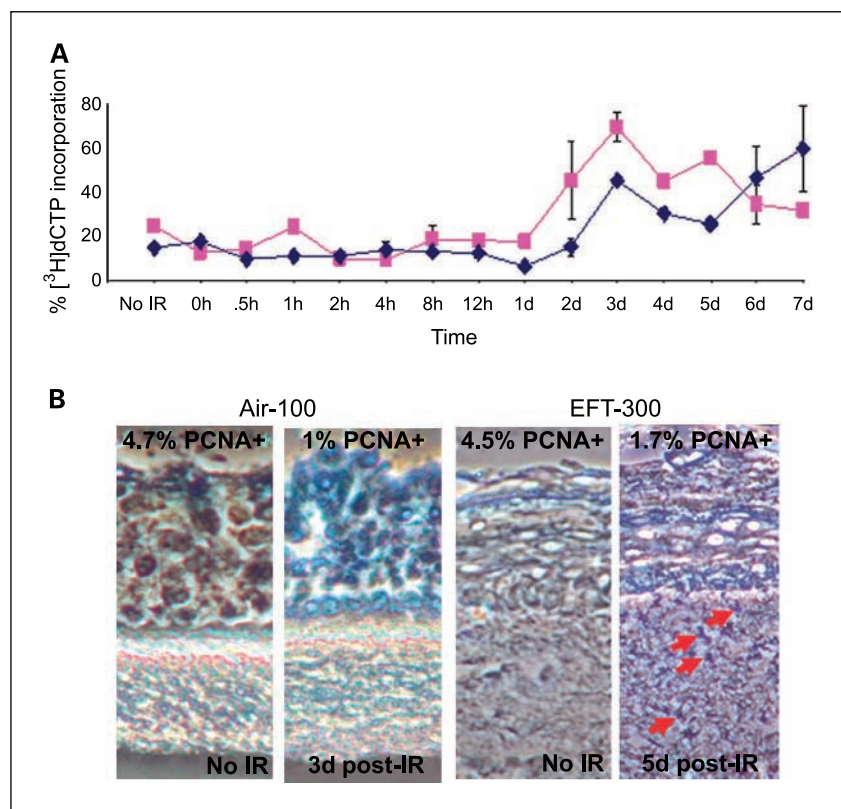 A
% [³H]dCTP incorporation
80
60
40
20
0
No IR 0h .5h 1h 2h 4h 8h 12h 1d 2d 3d 4d 5d 6d 7d
Time
B
Air-100 EFT-300
4.7% PCNA+ 1% PCNA+ 4.5% PCNA+ 1.7% PCNA+
No IR 3d post-IR No IR 5d post-IR